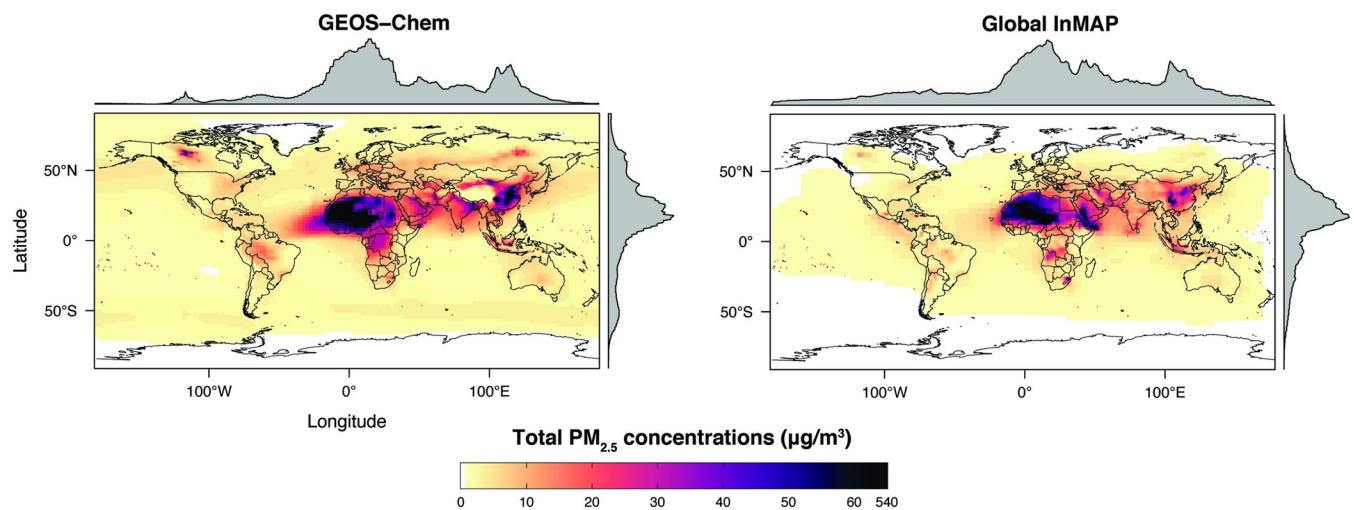 GEOS–Chem
Global InMAP
50°N
0°
50°S
Latitude
100°W
0°
100°E
Longitude
50°N
0°
50°S
100°W
0°
100°E
Total PM2.5 concentrations (µg/m³)
0 10 20 30 40 50 60 540